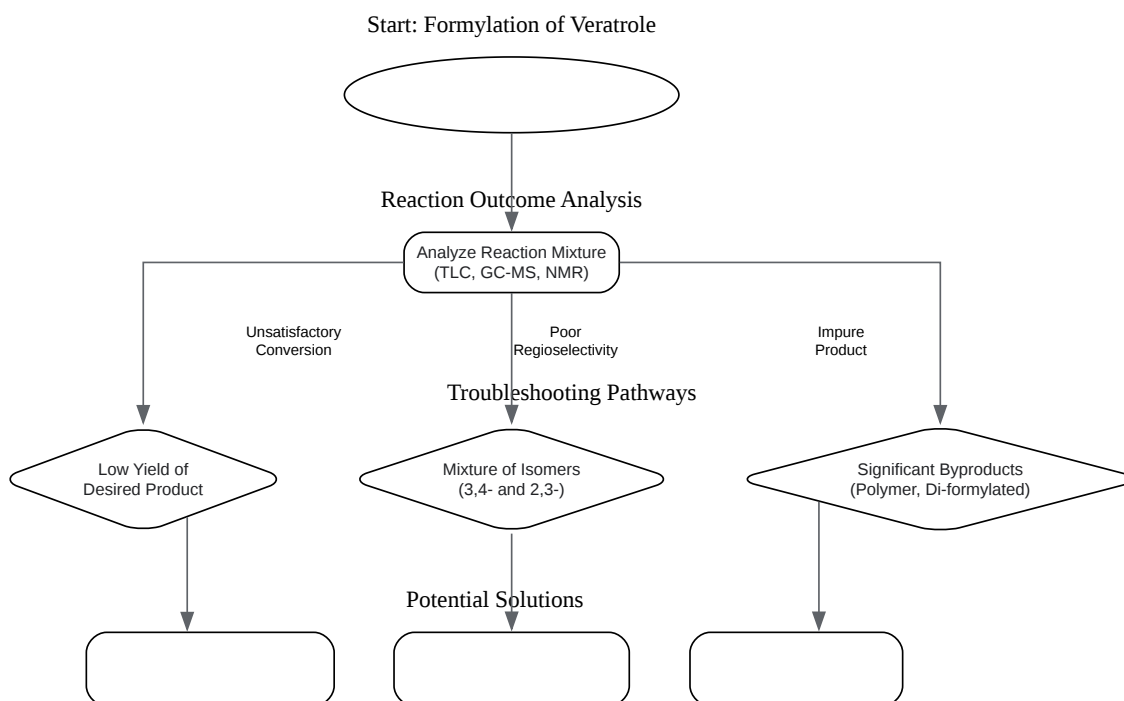 Start: Formylation of Veratrole
Reaction Outcome Analysis
Analyze Reaction Mixture
(TLC, GC-MS, NMR)
Unsatisfactory
Conversion
Poor
Regioselectivity
Impure
Product
Troubleshooting Pathways
Low Yield of
Desired Product
Mixture of Isomers
(3,4- and 2,3-)
Significant Byproducts
(Polymer, Di-formylated)
Potential Solutions